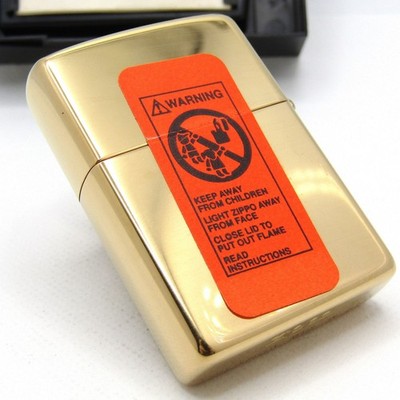 ⚠WARNING
KEEP AWAY
FROM CHILDREN
LIGHT ZIPPO AWAY
FROM FACE
CLOSE LID TO
PUT OUT FLAME
READ
INSTRUCTIONS